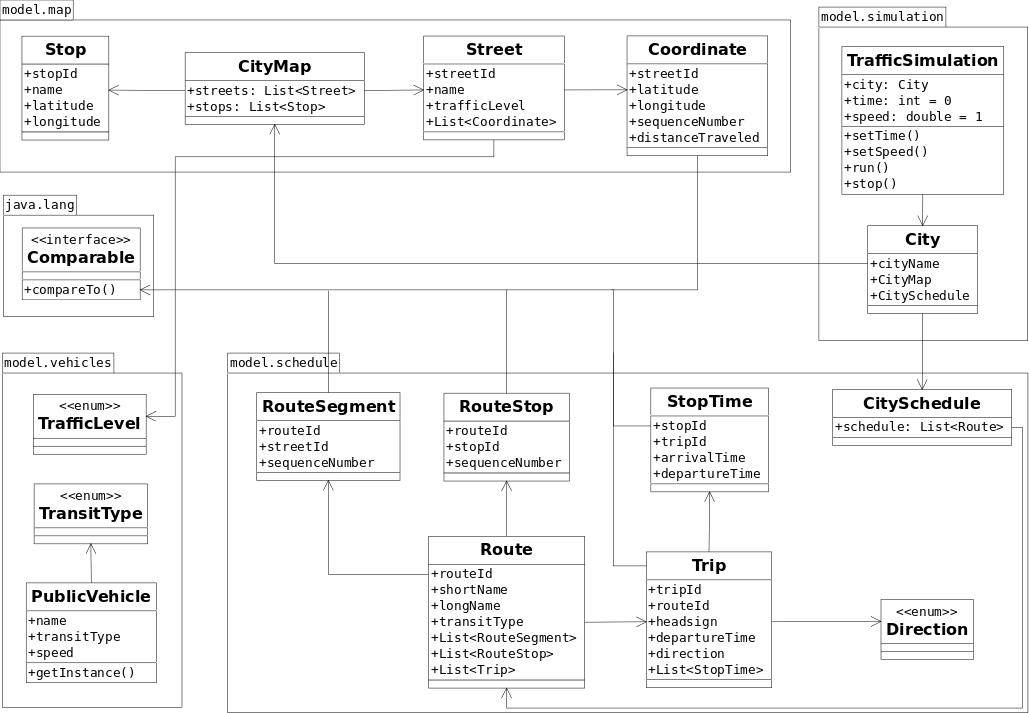 model.map
Stop
+stopId
+name
+latitude
+longitude
CityMap
+streets: List<Street>
+stops: List<Stop>
Street
+streetId
+name
+trafficLevel
+List<Coordinate>
Coordinate
+streetId
+latitude
+longitude
+sequenceNumber
+distanceTraveled
model.simulation
TrafficSimulation
+city: City
+time: int = 0
+speed: double = 1
+setTime()
+setSpeed()
+run()
+stop()
City
+cityName
+CityMap
+CitySchedule
java.lang
<<interface>>
Comparable
+compareTo()
model.vehicles
<<enum>>
TrafficLevel
<<enum>>
TransitType
PublicVehicle
+name
+transitType
+speed
+getInstance()
model.schedule
RouteSegment
+routeId
+streetId
+sequenceNumber
RouteStop
+routeId
+stopId
+sequenceNumber
StopTime
+stopId
+tripId
+arrivalTime
+departureTime
CitySchedule
+schedule: List<Route>
Route
+routeId
+shortName
+longName
+transitType
+List<RouteSegment>
+List<RouteStop>
+List<Trip>
Trip
+tripId
+routeId
+headsign
+departureTime
+direction
+List<StopTime>
<<enum>>
Direction